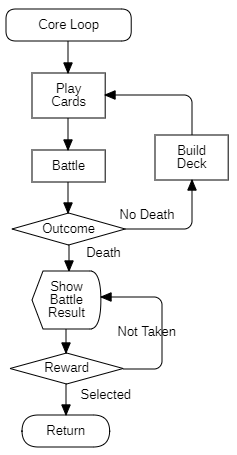 Core Loop
Play
Cards
Build
Deck
Battle
No Death
Outcome
Death
Show
Battle
Result
Not Taken
Reward
Selected
Return